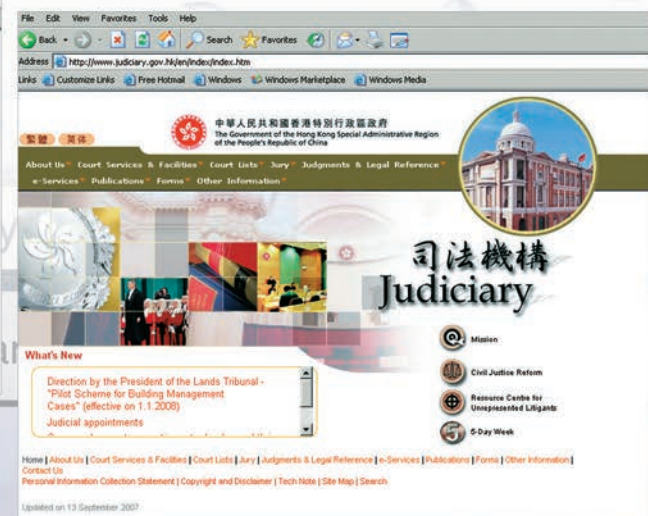 File Edit View Favorites Tools Help
Back Search Favorites
Address http://www.judiciary.gov.hk/en/index/index.htm
Links Customize Links Free Hotmail Windows Windows Marketplace Windows Media
中華人民共和國香港特別行政區政府
The Government of the Hong Kong Special Administrative Region
of the People's Republic of China
繁體 简体
About Us Court Services & Facilities Court Lists Jury Judgments & Legal Reference
e-Services Publications Forms Other Information
司法機構
Judiciary
Mission
Civil Justice Reform
Resource Centre for
Unrepresented Litigants
5-Day Week
What's New
Direction by the President of the Lands Tribunal -
"Pilot Scheme for Building Management
Cases" (effective on 1.1.2008)
Judicial appointments
Home | About Us | Court Services & Facilities | Court Lists | Jury | Judgments & Legal Reference | e-Services | Publications | Forms | Other Information |
Contact Us
Personal Information Collection Statement | Copyright and Disclaimer | Tech Note | Site Map | Search
Updated on 13 September 2007